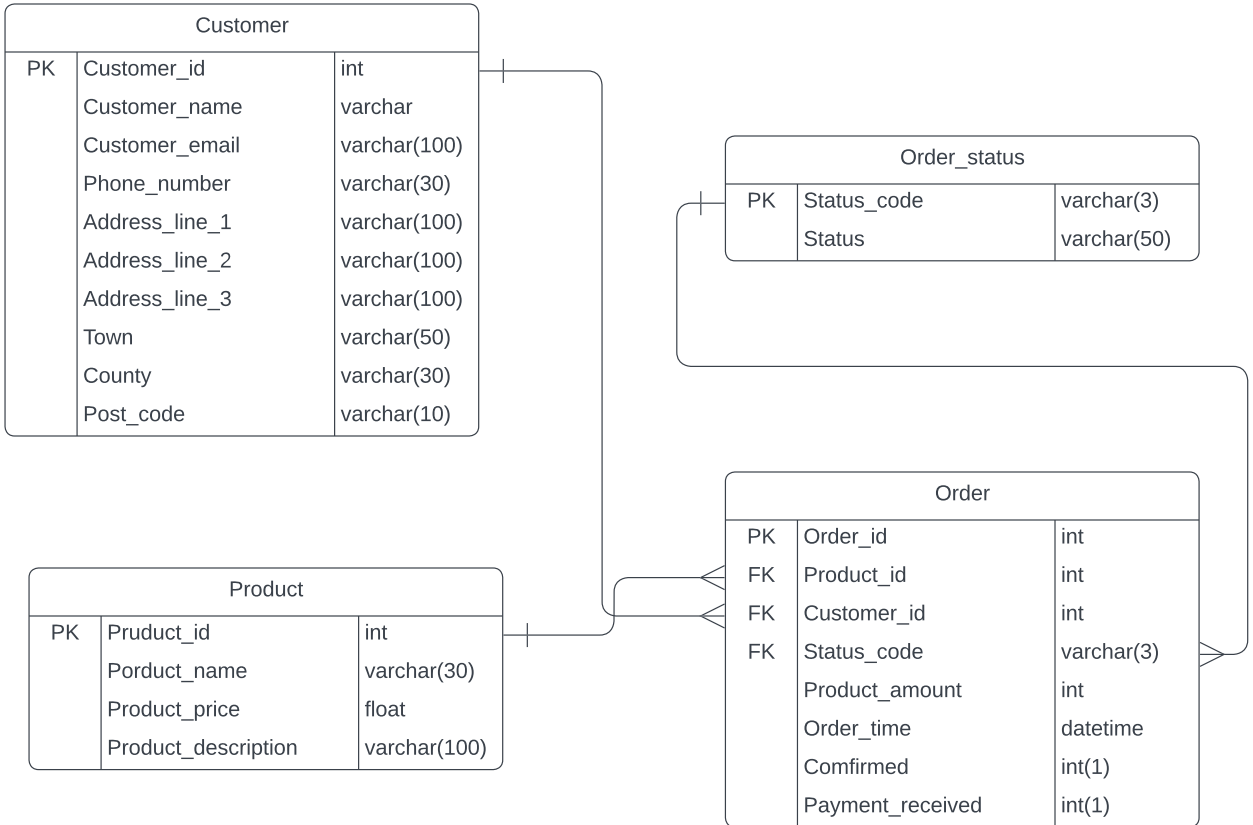 Customer
PK Customer_id int
Customer_name varchar
Customer_email varchar(100)
Phone_number varchar(30)
Address_line_1 varchar(100)
Address_line_2 varchar(100)
Address_line_3 varchar(100)
Town varchar(50)
County varchar(30)
Post_code varchar(10)
Order_status
PK Status_code varchar(3)
Status varchar(50)
Product
PK Pruduct_id int
Porduct_name varchar(30)
Product_price float
Product_description varchar(100)
Order
PK Order_id int
FK Product_id int
FK Customer_id int
FK Status_code varchar(3)
Product_amount int
Order_time datetime
Comfirmed int(1)
Payment_received int(1)